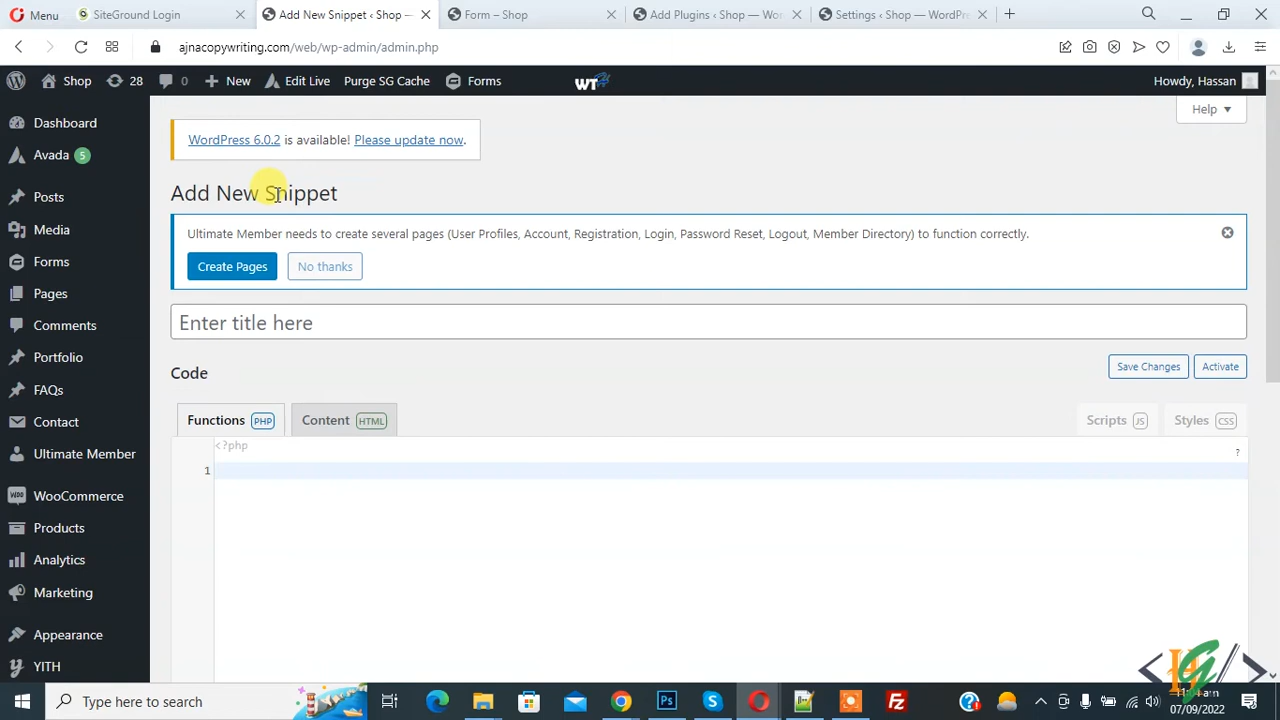 Menu
SiteGround Login
Add New Snippet ‹ Shop —
Form – Shop
Add Plugins ‹ Shop — Wo
Settings ‹ Shop — WordPre
ajnacopywriting.com/web/wp-admin/admin.php
Shop
28
0
New
Edit Live
Purge SG Cache
Forms
WT
Howdy, Hassan
Dashboard
Avada 5
Posts
Media
Forms
Pages
Comments
Portfolio
FAQs
Contact
Ultimate Member
WooCommerce
Products
Analytics
Marketing
Appearance
YITH
Help
WordPress 6.0.2 is available! Please update now.
Add New Snippet
Ultimate Member needs to create several pages (User Profiles, Account, Registration, Login, Password Reset, Logout, Member Directory) to function correctly.
Create Pages
No thanks
Enter title here
Code
Save Changes
Activate
Functions PHP
Content HTML
Scripts JS
Styles CSS
<?php
?
1
Type here to search
07/09/2022